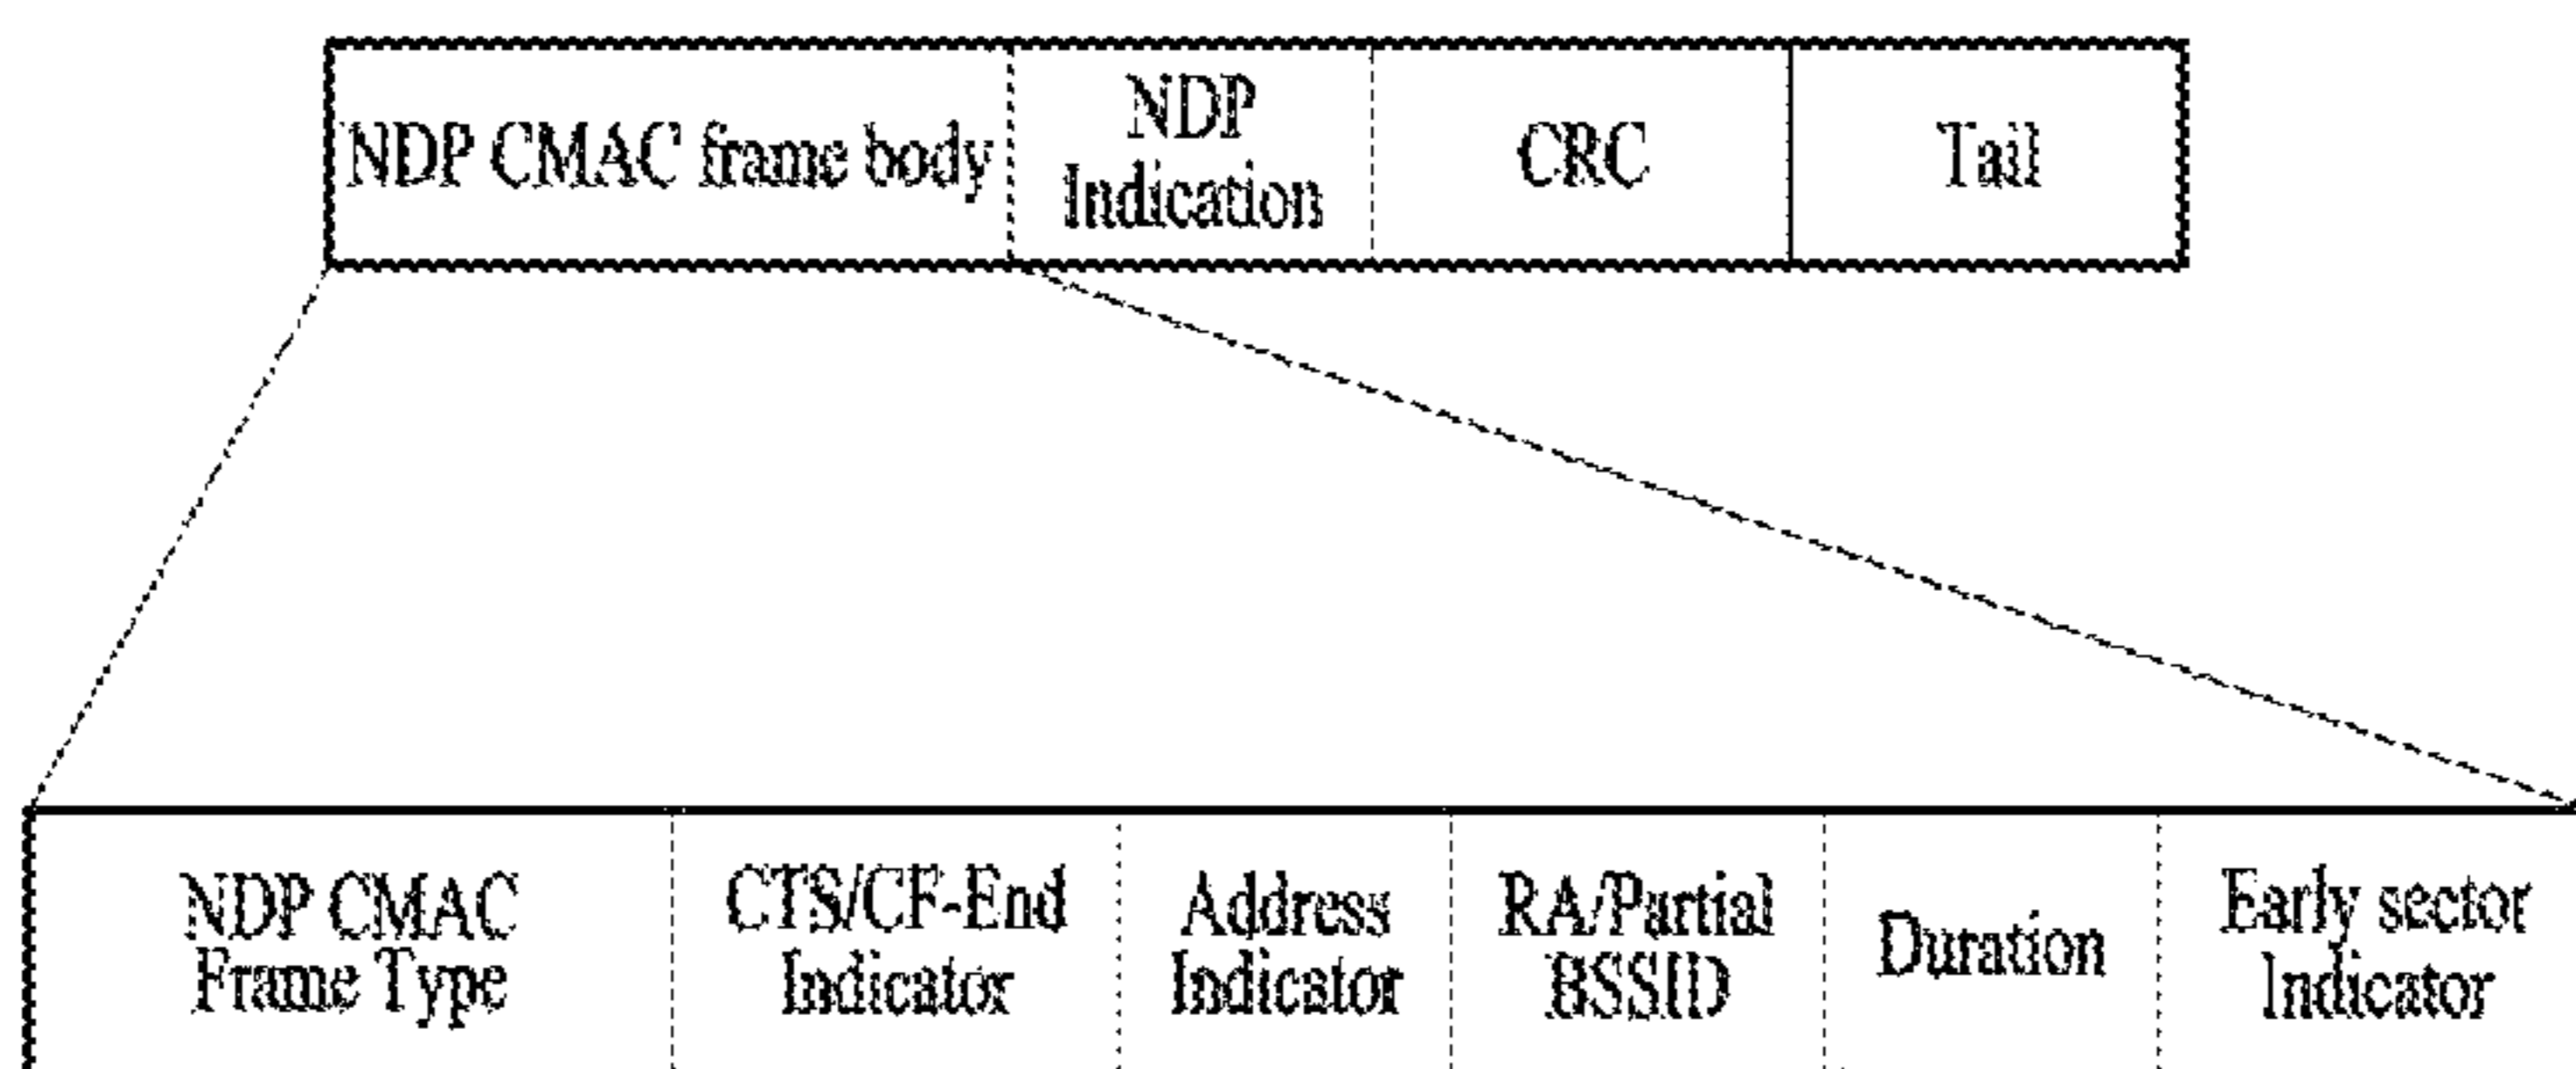 NDP CMAC frame body
NDP
Indication
CRC
Tail
NDP CMAC
Frame Type
CTS/CF-End
Indicator
Address
Indicator
RA/Partial
BSSID
Duration
Early sector
Indicator